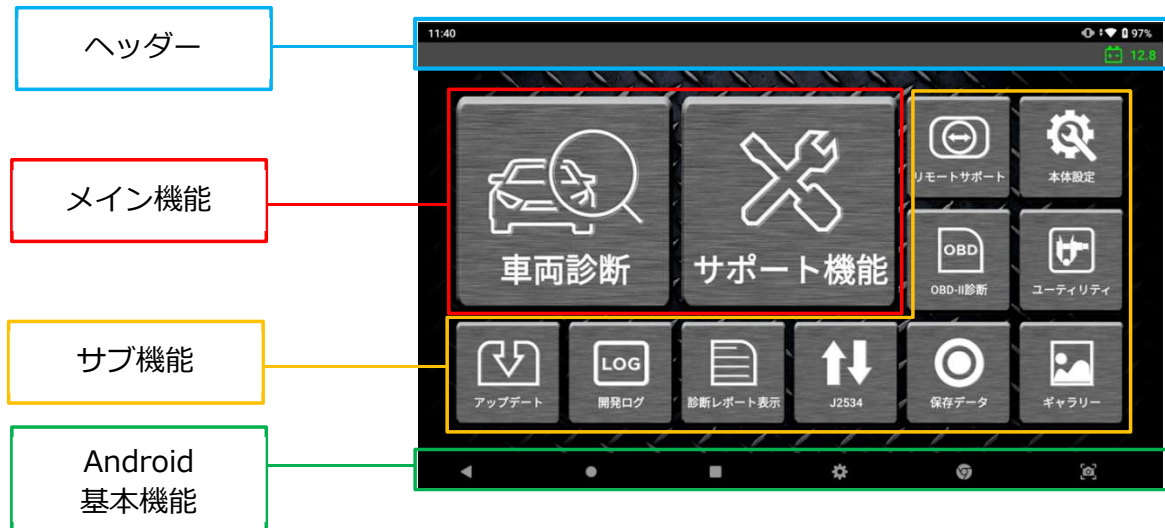 ヘッダー
メイン機能
サブ機能
Android
基本機能
11:40
97%
12.8
車両診断
サポート機能
リモートサポート
本体設定
OBD
OBD-II診断
ユーティリティ
アップデート
LOG
開発ログ
診断レポート表示
J2534
保存データ
ギャラリー